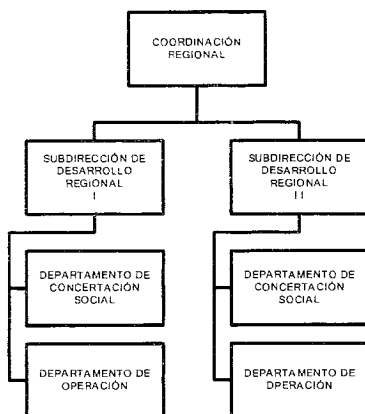 COORDINACIÓN
REGIONAL
SUBDIRECCIÓN DE
DESARROLLO
REGIONAL
I
SUBDIRECCIÓN DE
DESARROLLO
REGIONAL
II
DEPARTAMENTO DE
CONCERTACIÓN
SOCIAL
DEPARTAMENTO DE
CONCERTACIÓN
SOCIAL
DEPARTAMENTO DE
OPERACIÓN
DEPARTAMENTO DE
OPERACIÓN